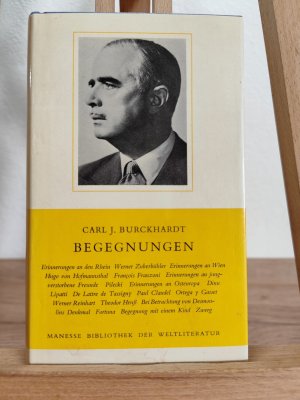 CARL J. BURCKHARDT
BEGEGNUNGEN
Erinnerungen an den Rhein Werner Zuberbühler Erinnerungen an Wien
Hugo von Hofmannsthal François Franzoni Erinnerungen an jung-
verstorbene Freunde Pilecki Erinnerungen an Osteuropa Dinu
Lipatti De Lattre de Tassigny Paul Claudel Ortega y Gasset
Werner Reinhart Theodor Heuß Bei Betrachtung von Desmou-
lins Denkmal Fortuna Begegnung mit einem Kind Zwerg
MANESSE BIBLIOTHEK DER WELTLITERATUR